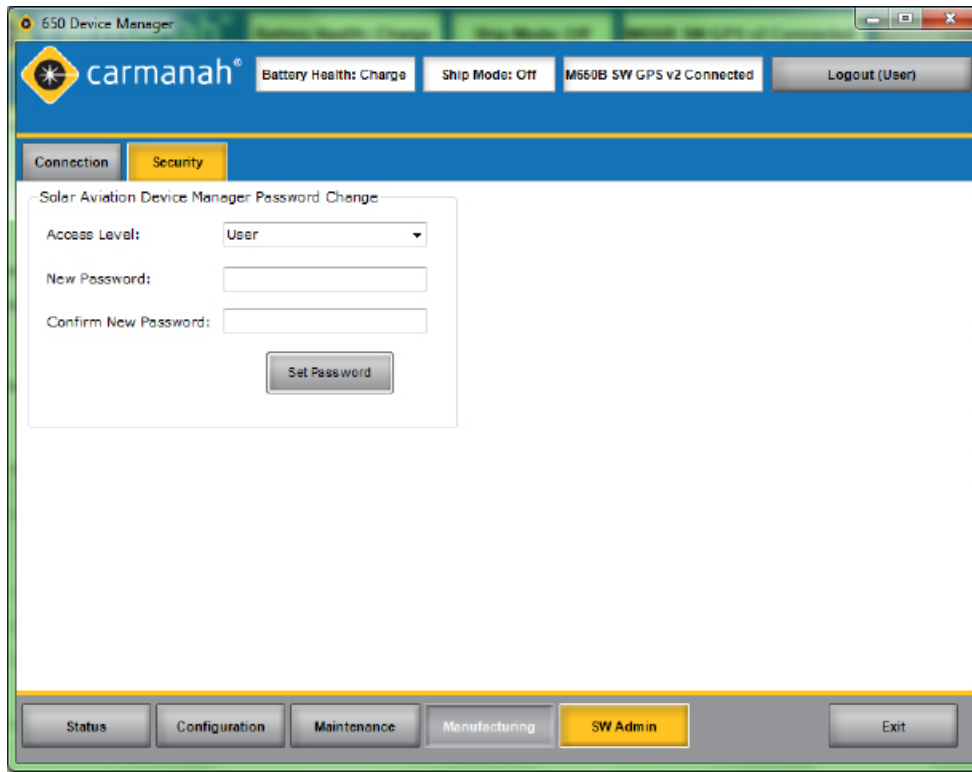 650 Device Manager
carmanah®
Battery Health: Charge
Ship Mode: Off
M650B SW GPS v2 Connected
Logout (User)
Connection
Security
Solar Aviation Device Manager Password Change
Access Level:
User
New Password:
Confirm New Password:
Set Password
Status
Configuration
Maintenance
Manufacturing
SW Admin
Exit